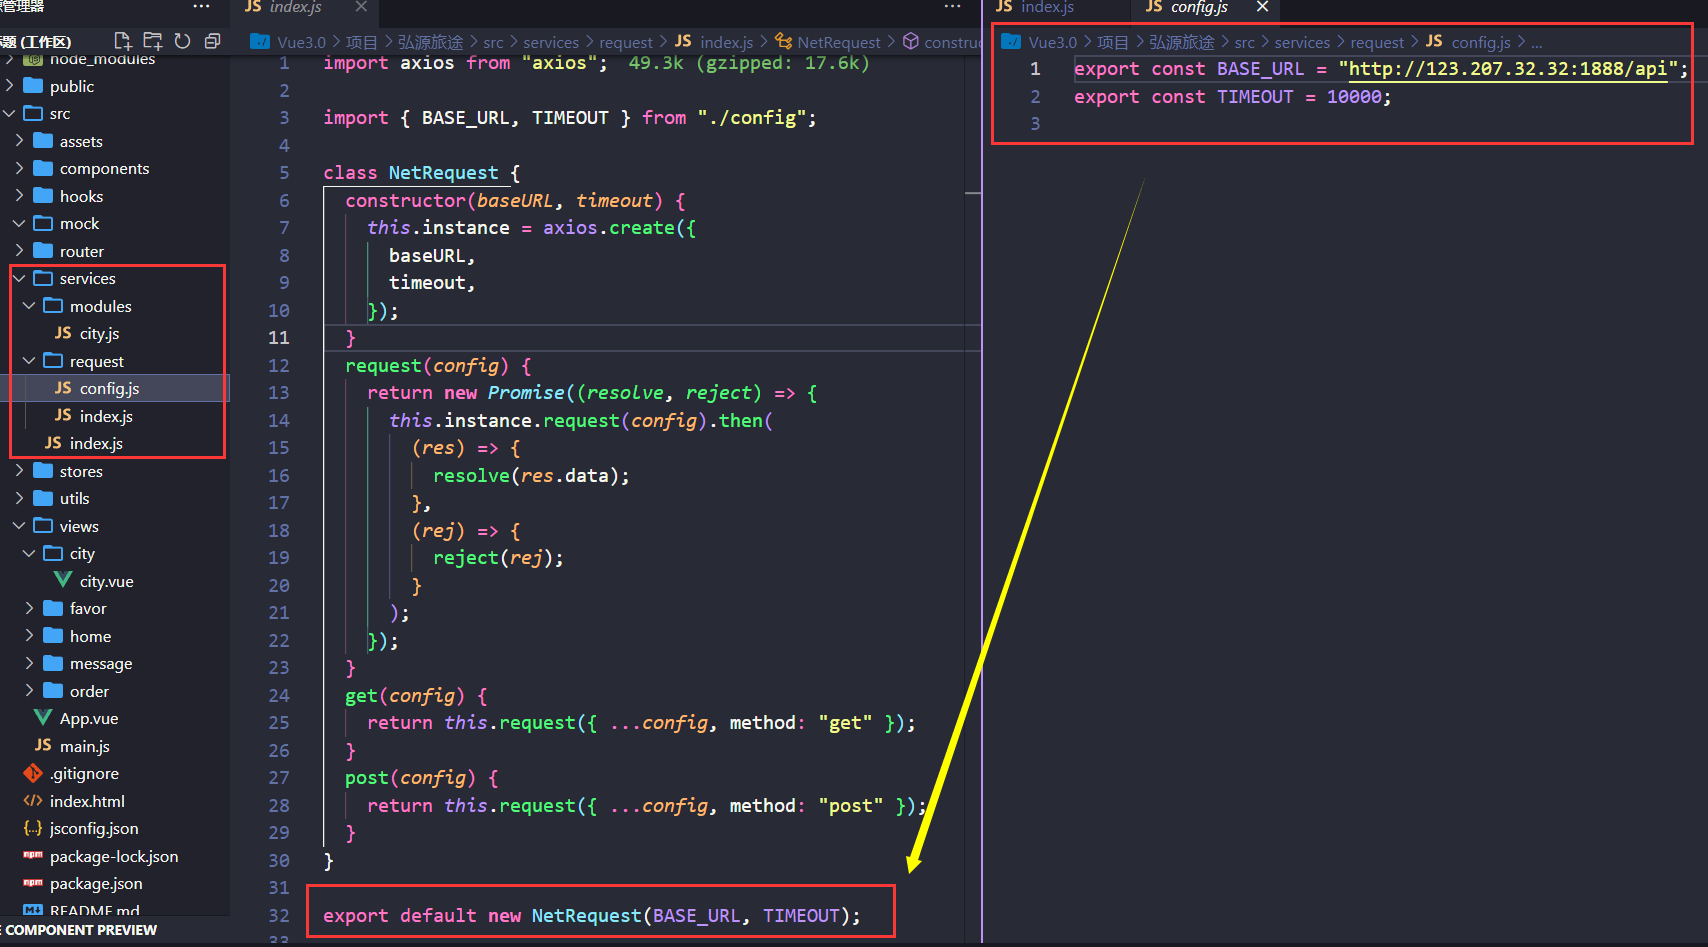 源管理器
···
标题 (工作区)
node_modules
public
src
assets
components
hooks
mock
router
services
modules
city.js
request
config.js
index.js
index.js
stores
utils
views
city
city.vue
favor
home
message
order
App.vue
main.js
.gitignore
index.html
jsconfig.json
package-lock.json
package.json
README.md
COMPONENT PREVIEW
JS index.js
···
Vue3.0 > 项目 > 弘源旅途 > src > services > request > JS index.js > NetRequest > construc
1 import axios from "axios"; 49.3k (gzipped: 17.6k)
2
3 import { BASE_URL, TIMEOUT } from "./config";
4
5 class NetRequest {
6 constructor(baseURL, timeout) {
7 this.instance = axios.create({
8 baseURL,
9 timeout,
10 });
11 }
12 request(config) {
13 return new Promise((resolve, reject) => {
14 this.instance.request(config).then(
15 (res) => {
16 resolve(res.data);
17 },
18 (rej) => {
19 reject(rej);
20 }
21 );
22 });
23 }
24 get(config) {
25 return this.request({ ...config, method: "get" });
26 }
27 post(config) {
28 return this.request({ ...config, method: "post" });
29 }
30 }
31
32 export default new NetRequest(BASE_URL, TIMEOUT);
33
JS index.js JS config.js
Vue3.0 > 项目 > 弘源旅途 > src > services > request > JS config.js > ...
1 export const BASE_URL = "http://123.207.32.32:1888/api";
2 export const TIMEOUT = 10000;
3